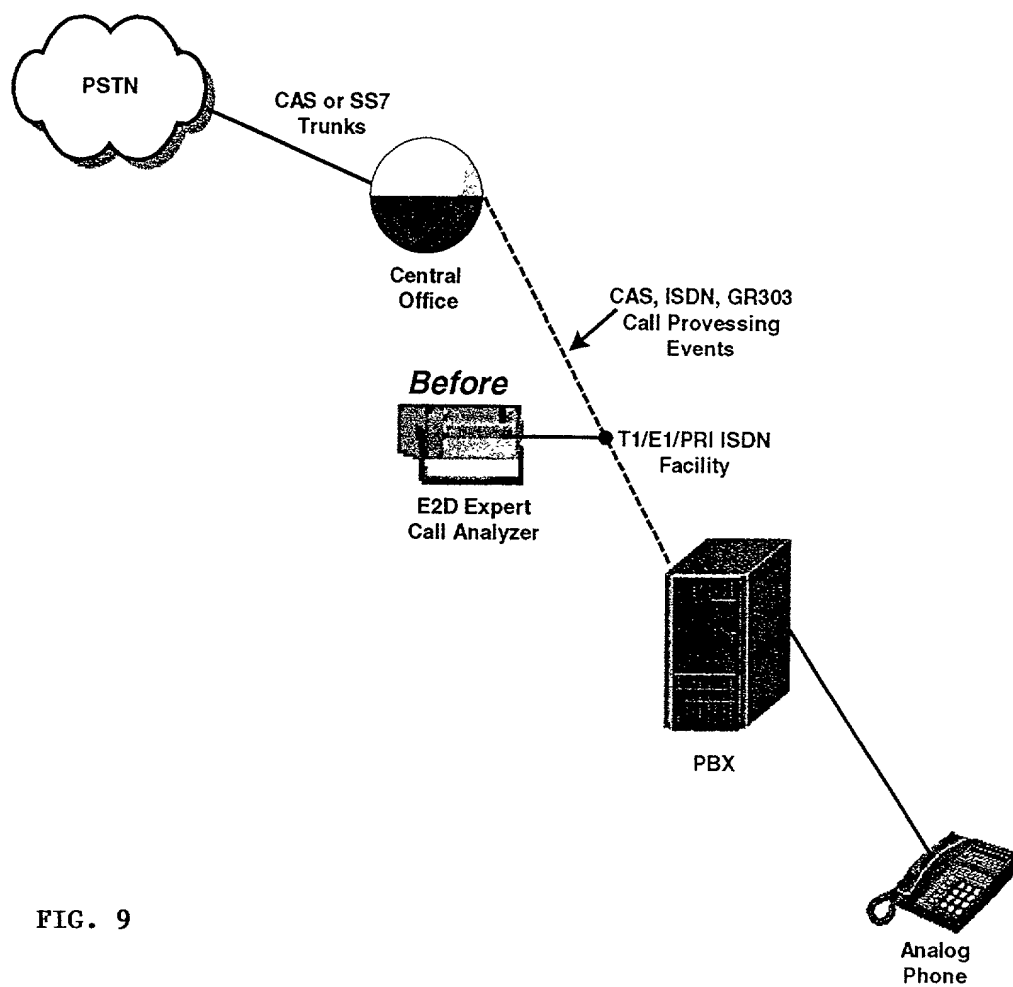 PSTN
CAS or SS7
Trunks
Central
Office
CAS, ISDN, GR303
Call Provessing
Events
Before
T1/E1/PRI ISDN
Facility
E2D Expert
Call Analyzer
PBX
FIG. 9
Analog
Phone